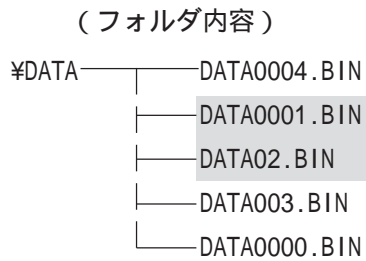 (フォルダ内容)
¥DATA DATA0004.BIN
DATA0001.BIN
DATA02.BIN
DATA003.BIN
DATA0000.BIN